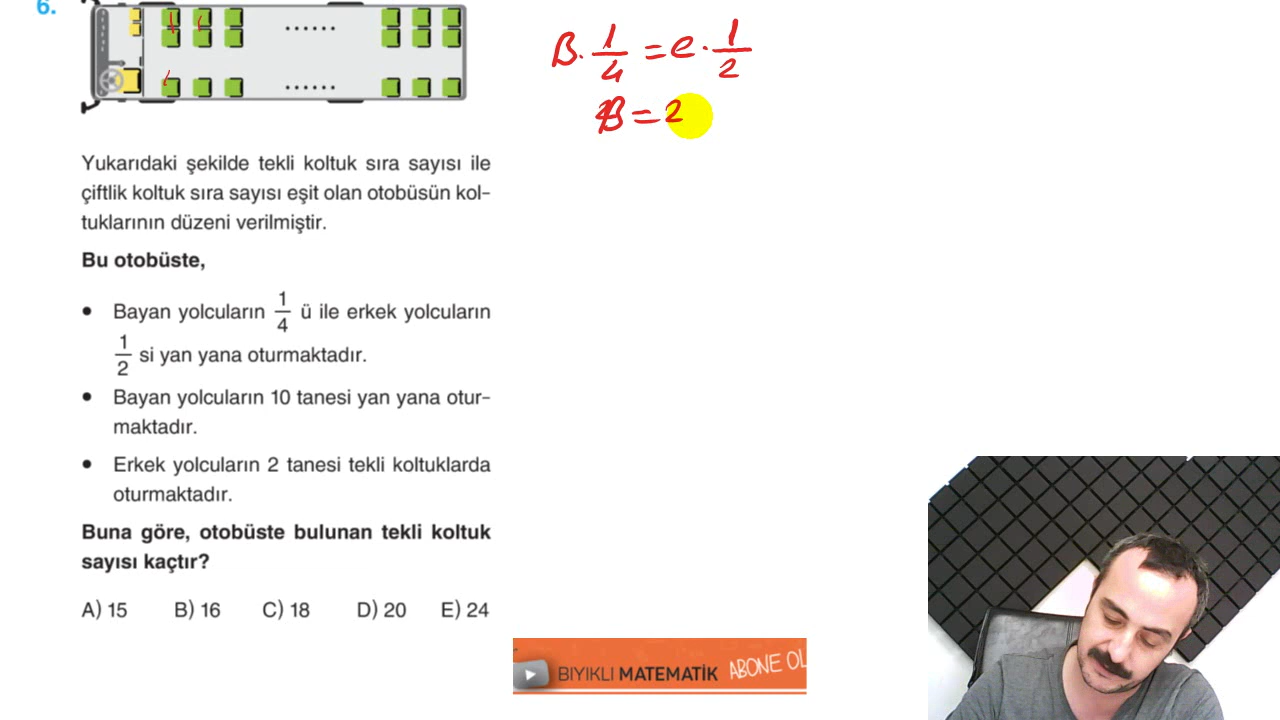 6.
Yukarıdaki şekilde tekli koltuk sıra sayısı ile
çiftlik koltuk sıra sayısı eşit olan otobüsün kol-
tuklarının düzeni verilmiştir.
Bu otobüste,
• Bayan yolcuların 1/4 ü ile erkek yolcuların
1/2 si yan yana oturmaktadır.
• Bayan yolcuların 10 tanesi yan yana otur-
maktadır.
• Erkek yolcuların 2 tanesi tekli koltuklarda
oturmaktadır.
Buna göre, otobüste bulunan tekli koltuk
sayısı kaçtır?
A) 15 B) 16 C) 18 D) 20 E) 24
B · 1/4 = e · 1/2
B = 2
BIYIKLI MATEMATİK ABONE OL